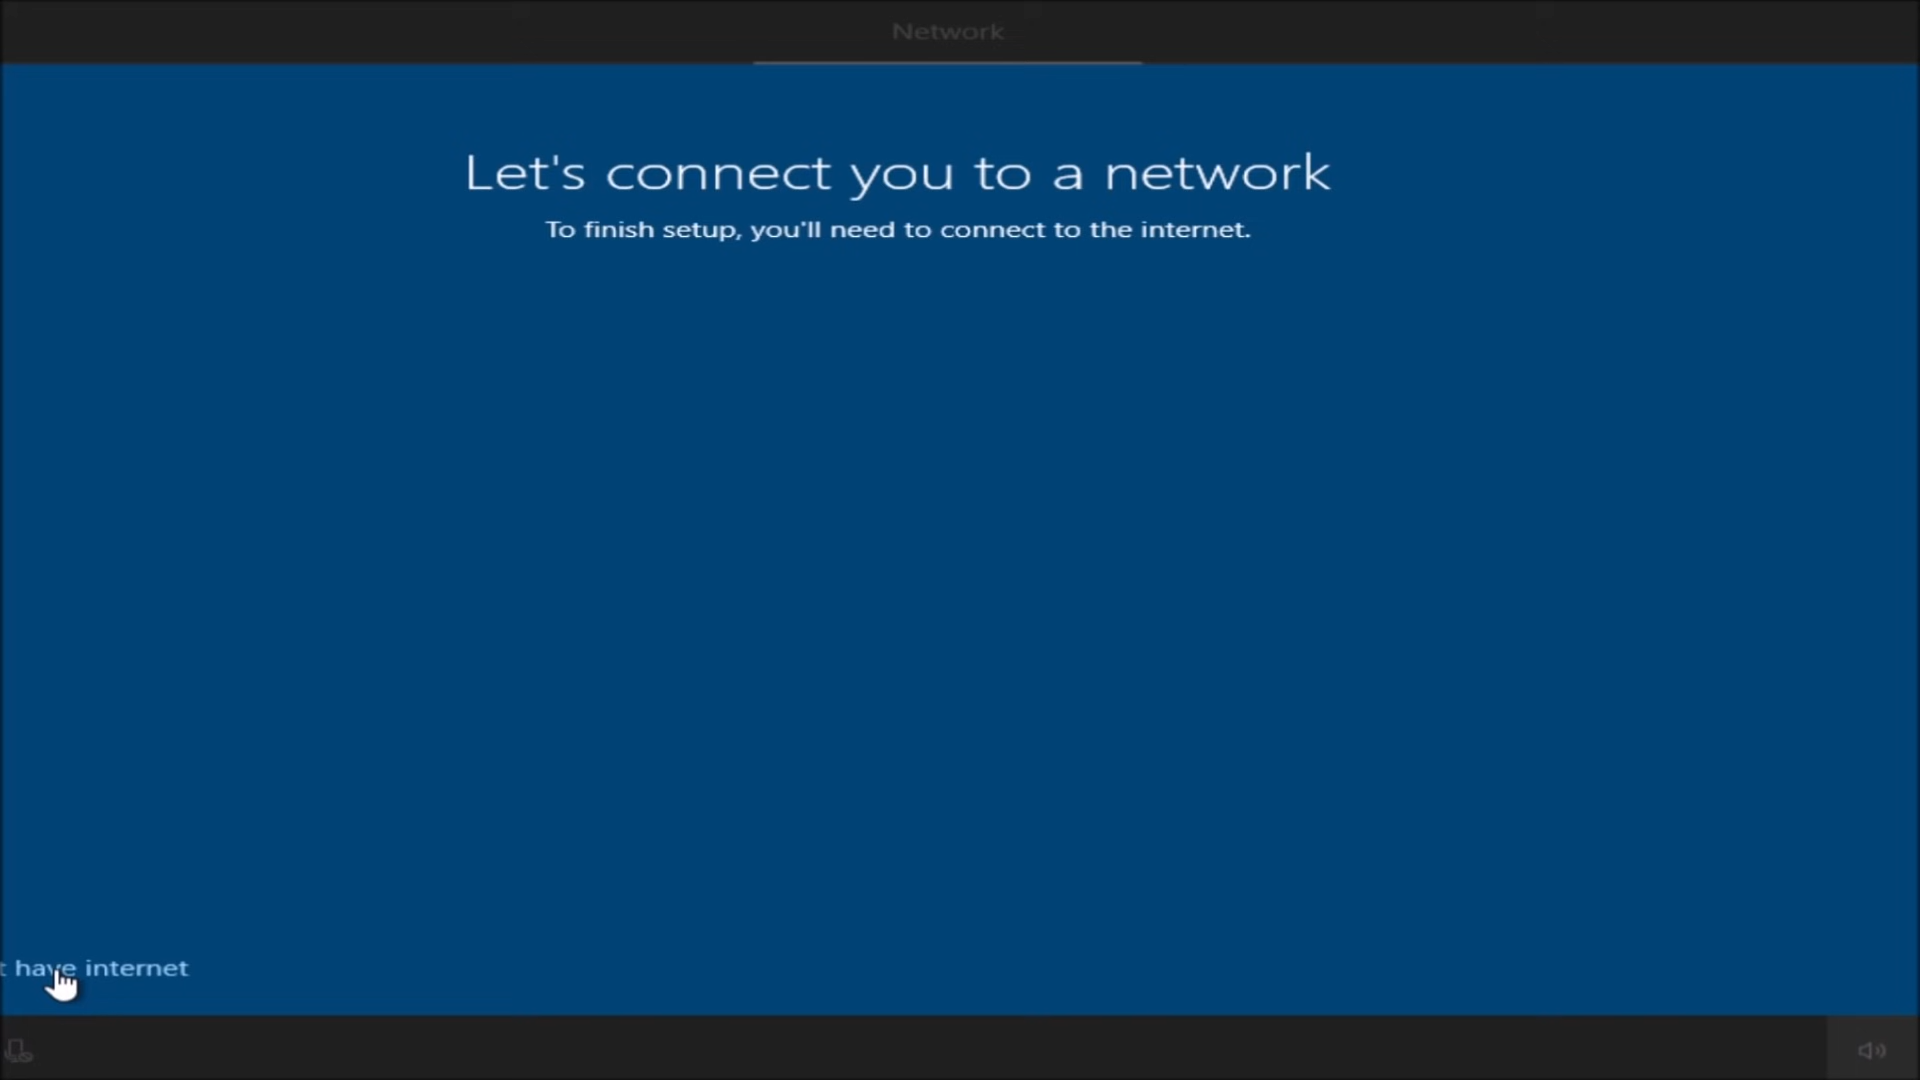 Network
Let's connect you to a network
To finish setup, you'll need to connect to the internet.
t have internet